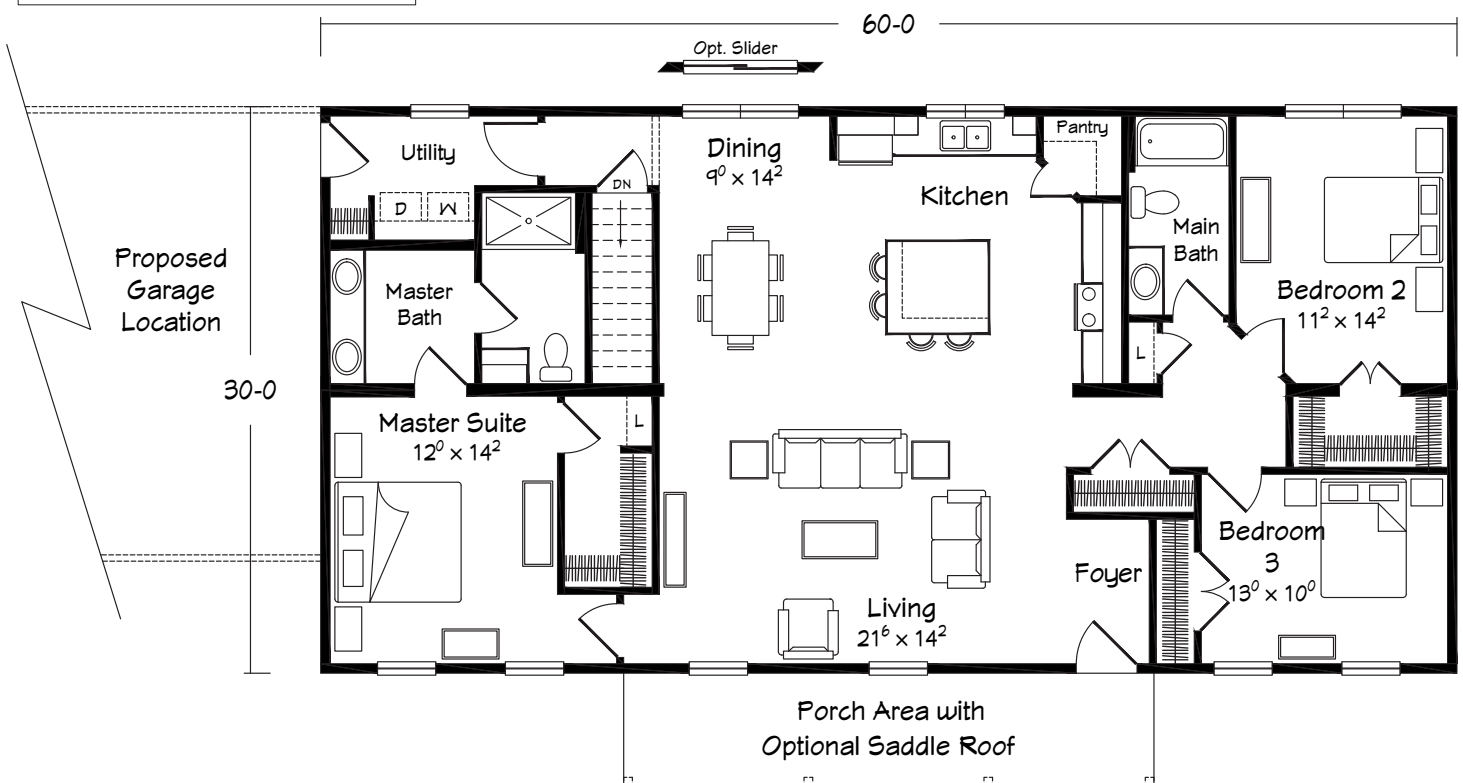 60-0
Opt. Slider
Utility
D
W
DN
Dining
9⁰ x 14²
Kitchen
Pantry
Main
Bath
L
Bedroom 2
11² x 14²
Proposed
Garage
Location
30-0
Master
Bath
Master Suite
12⁰ x 14²
L
Living
21⁶ x 14²
Foyer
Bedroom
3
13⁰ x 10⁰
Porch Area with
Optional Saddle Roof